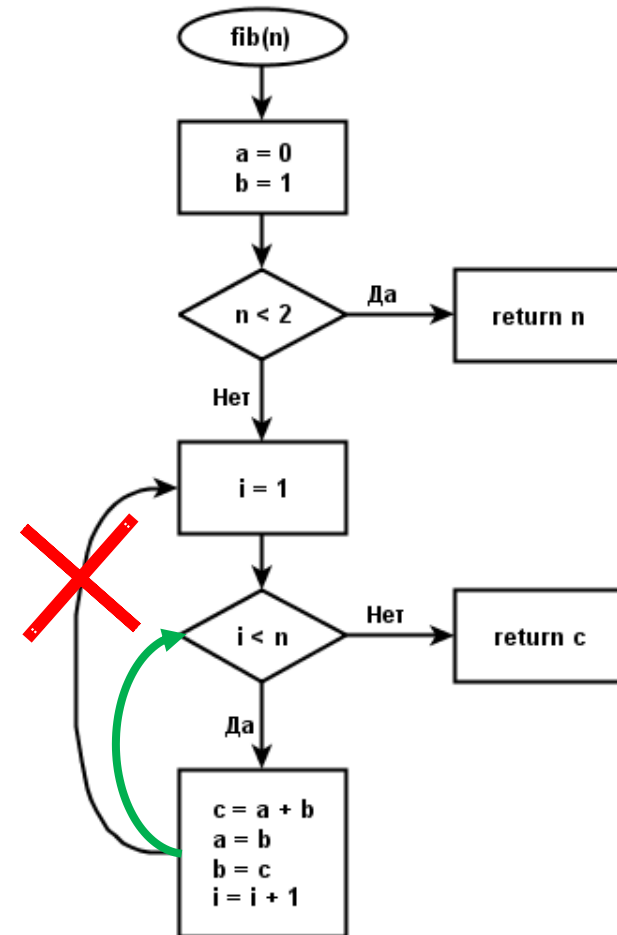 fib(n)
a = 0
b = 1
n < 2
Да
return n
Нет
i = 1
i < n
Нет
return c
Да
c = a + b
a = b
b = c
i = i + 1